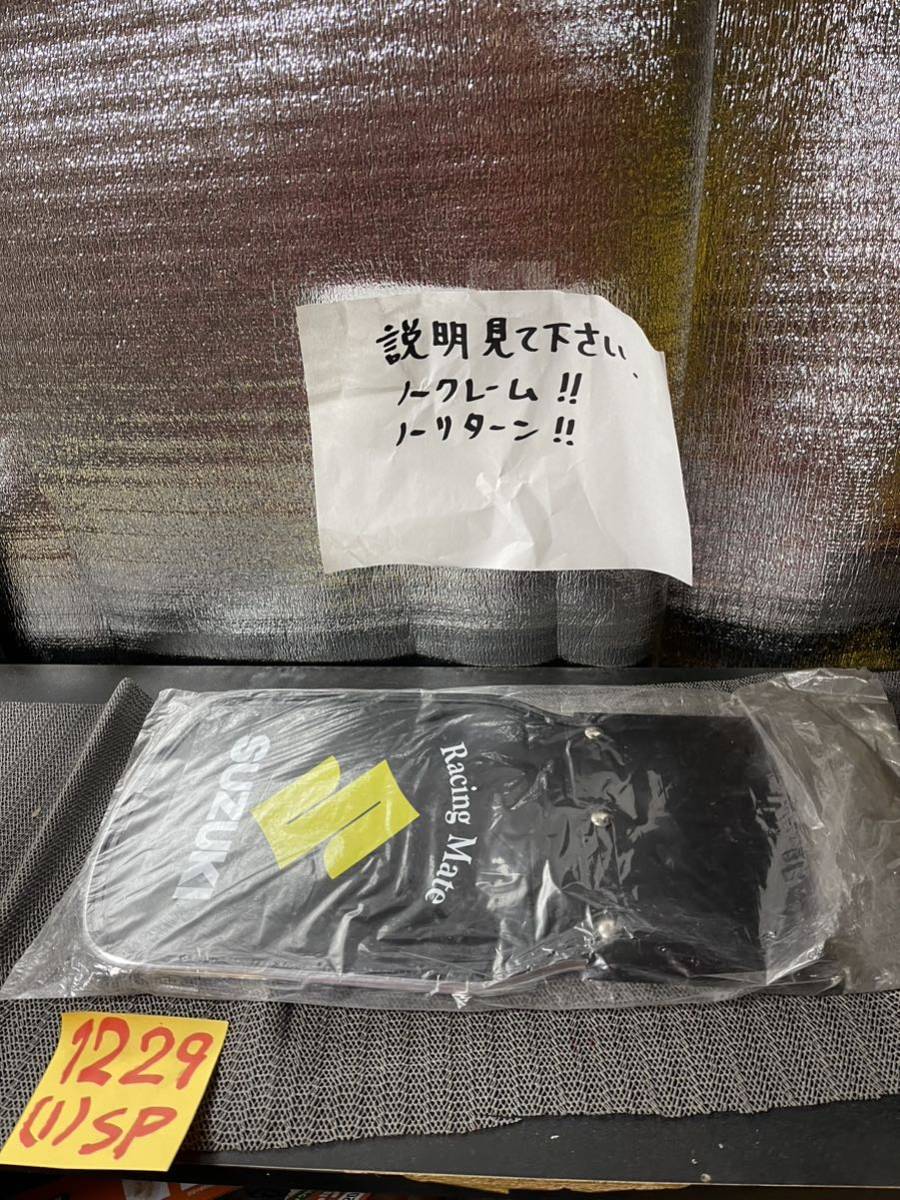 説明見て下さい、
ノークレーム!!
ノーリターン!!
Racing Mate
SUZUKI
1229
(1)SP